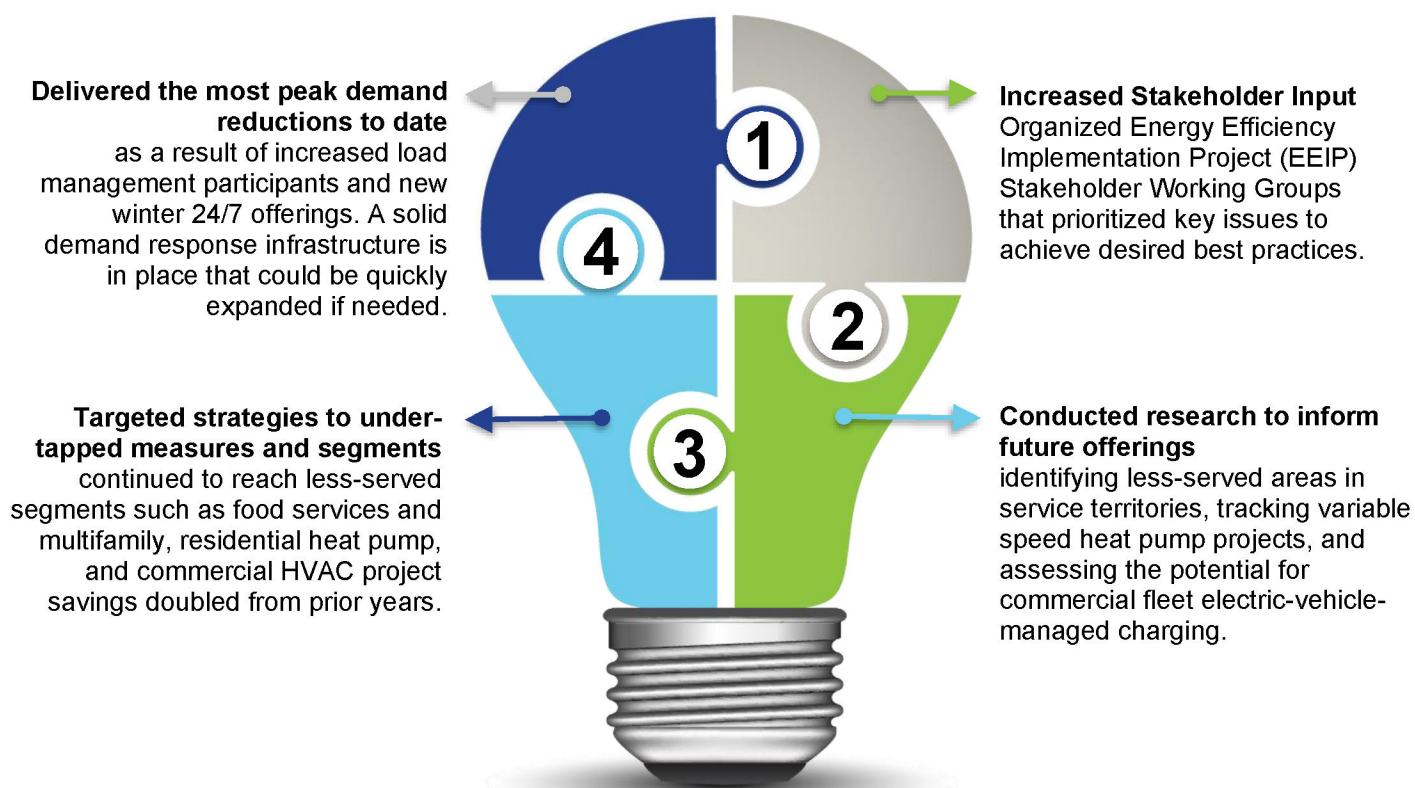 1
Increased Stakeholder Input
Organized Energy Efficiency
Implementation Project (EEIP)
Stakeholder Working Groups
that prioritized key issues to
achieve desired best practices.
2
Conducted research to inform
future offerings
identifying less-served areas in
service territories, tracking variable
speed heat pump projects, and
assessing the potential for
commercial fleet electric-vehicle-
managed charging.
3
Targeted strategies to under-
tapped measures and segments
continued to reach less-served
segments such as food services and
multifamily, residential heat pump,
and commercial HVAC project
savings doubled from prior years.
4
Delivered the most peak demand
reductions to date
as a result of increased load
management participants and new
winter 24/7 offerings. A solid
demand response infrastructure is
in place that could be quickly
expanded if needed.